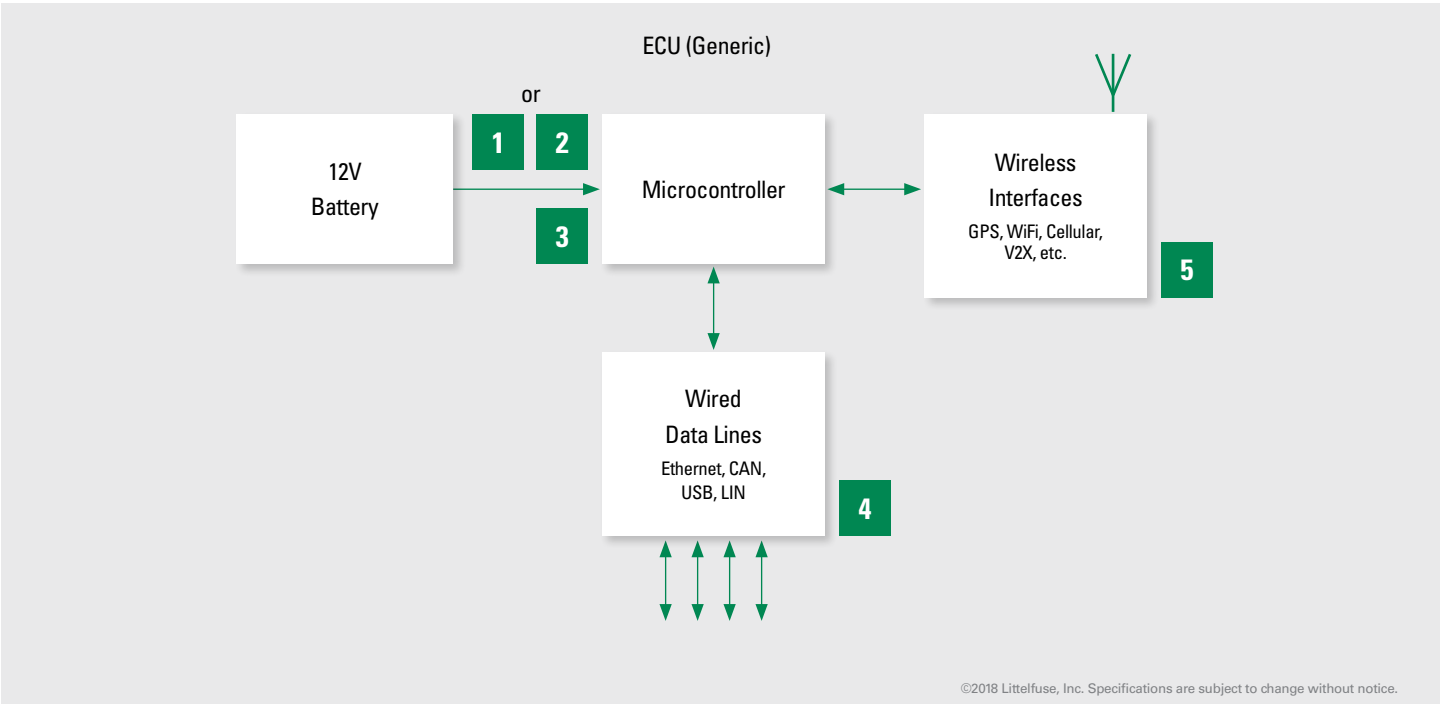 ECU (Generic)
or
1
2
12V
Battery
3
Microcontroller
Wireless
Interfaces
GPS, WiFi, Cellular,
V2X, etc.
5
Wired
Data Lines
Ethernet, CAN,
USB, LIN
4
©2018 Littelfuse, Inc. Specifications are subject to change without notice.